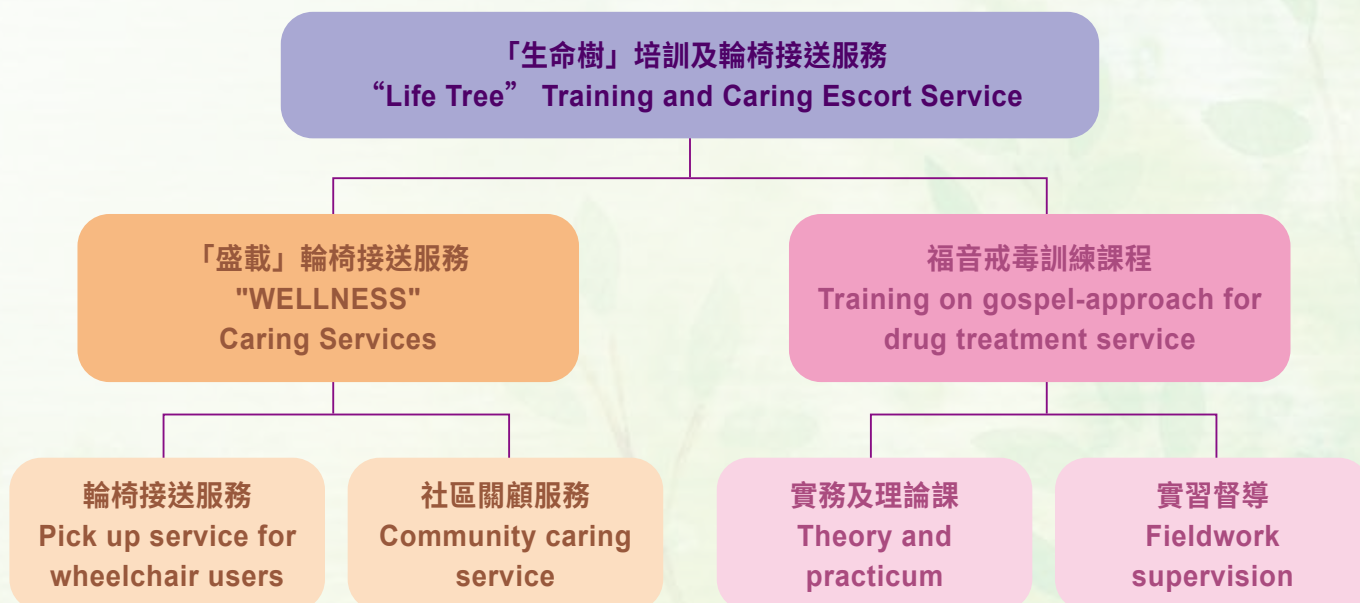 「生命樹」培訓及輪椅接送服務
“Life Tree” Training and Caring Escort Service
「盛載」輪椅接送服務
"WELLNESS"
Caring Services
福音戒毒訓練課程
Training on gospel-approach for
drug treatment service
輪椅接送服務
Pick up service for
wheelchair users
社區關顧服務
Community caring
service
實務及理論課
Theory and
practicum
實習督導
Fieldwork
supervision